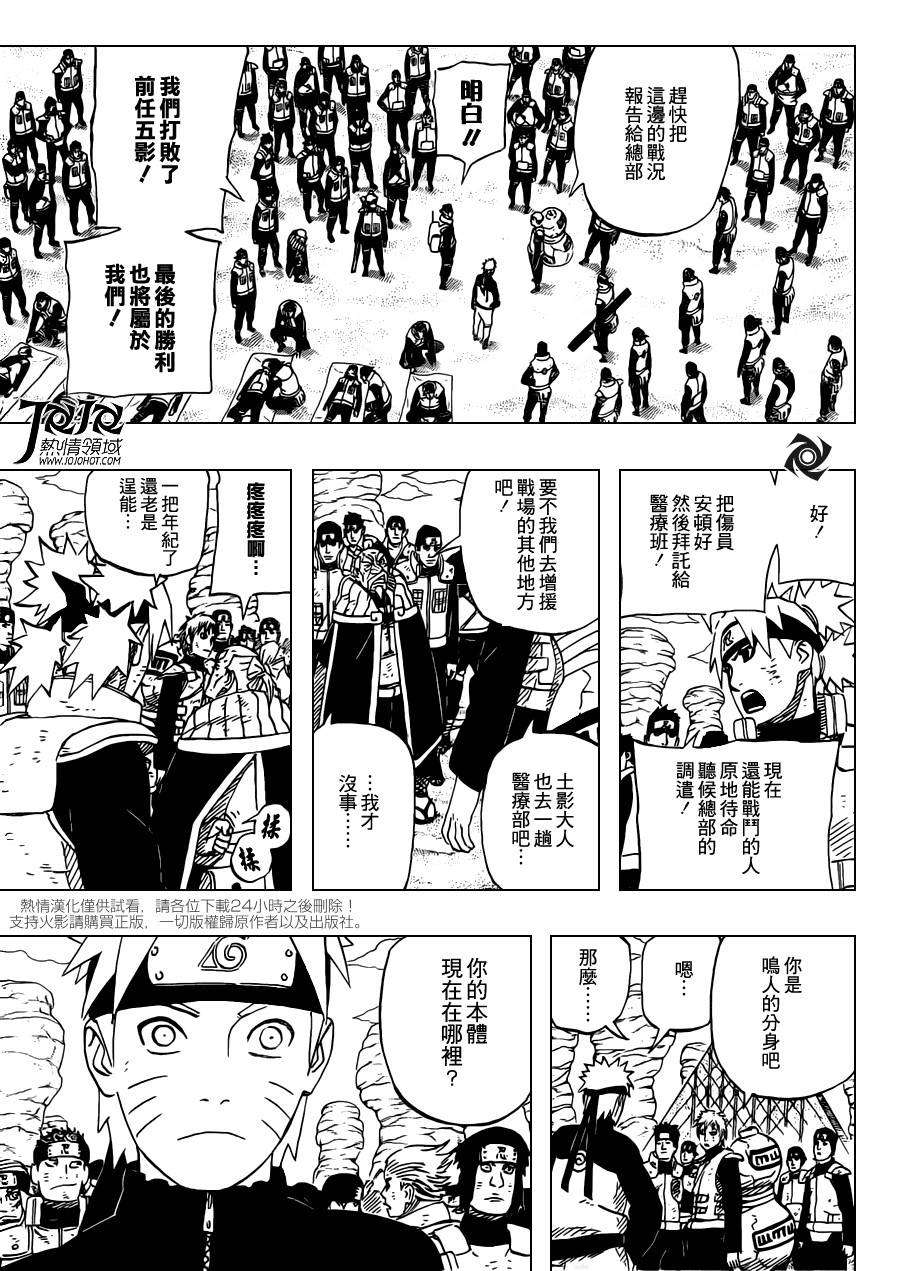 趕快把
這邊的戰況
報告給總部
明白!!
我們打敗了
前任五影!
最後的勝利
也將屬於
我們!
JOJO
熱情領域
WWW.JOJOHOT.COM
好!
把傷員
安頓好
然後拜託給
醫療班!
現在
還能戰鬥的人
原地待命
聽候總部的
調遣!
要不我們去增援
戰場的其他地方
吧!
土影大人
也去一趟
醫療部吧…
…我才
沒事……
疼疼疼啊…
一把年紀了
還老是
逞能…
揉
揉
熱情漢化僅供試看，請各位下載24小時之後刪除!
支持火影請購買正版，一切版權歸原作者以及出版社。
你是
鳴人的分身吧
嗯…
那麼……
你的本體
現在在哪裡?
忍
忍
忍